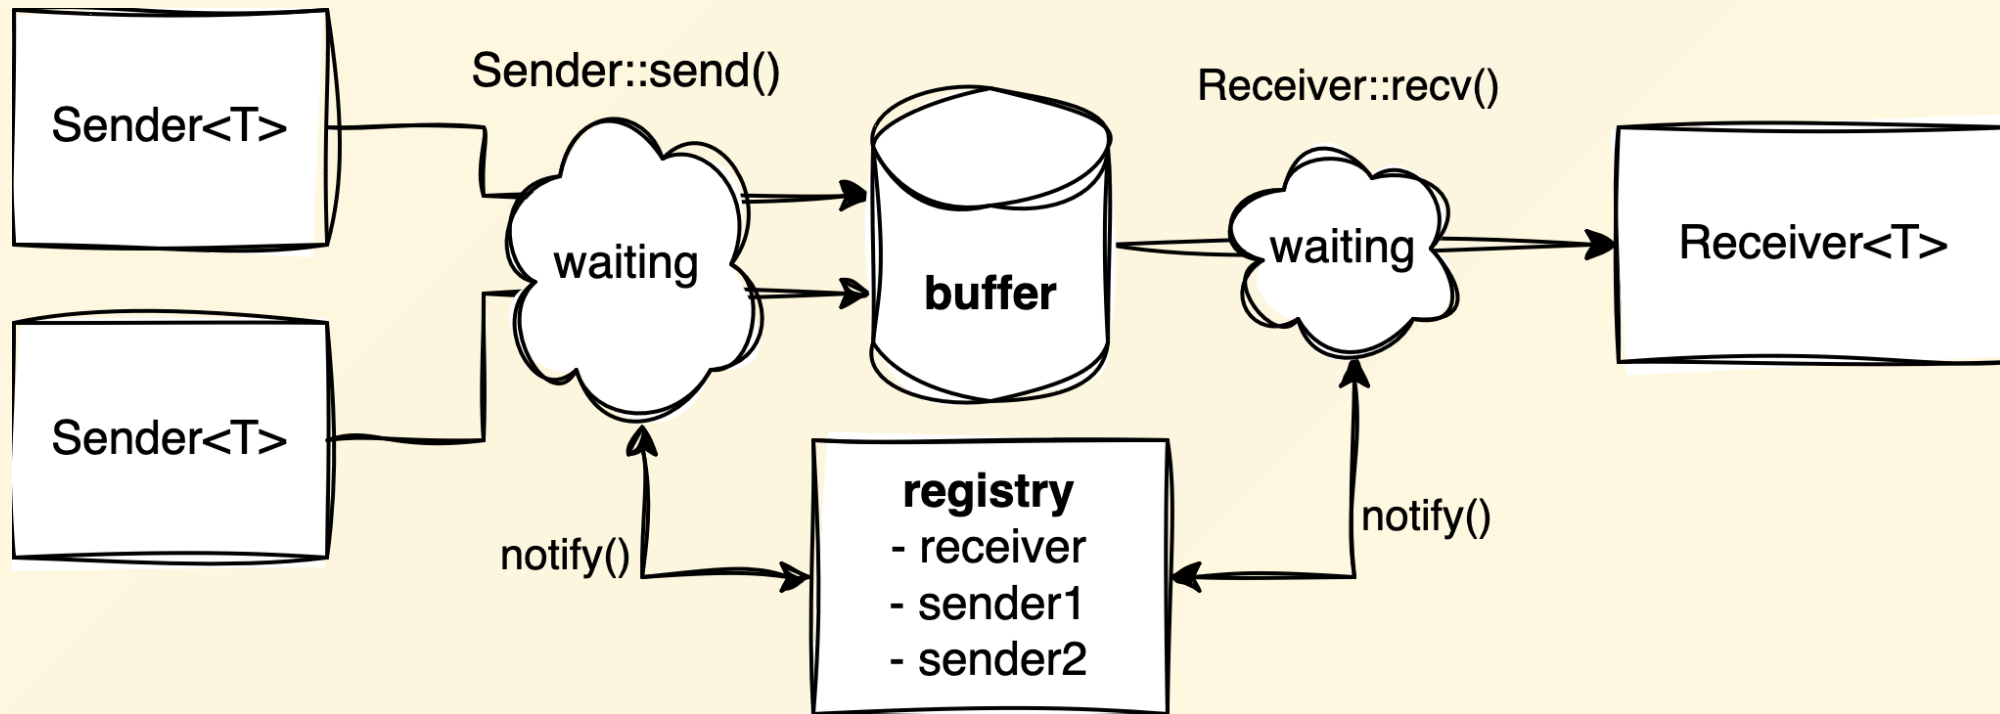 Sender<T>
Sender::send()
waiting
Sender<T>
buffer
Receiver::recv()
waiting
Receiver<T>
notify()
registry
- receiver
- sender1
- sender2
notify()